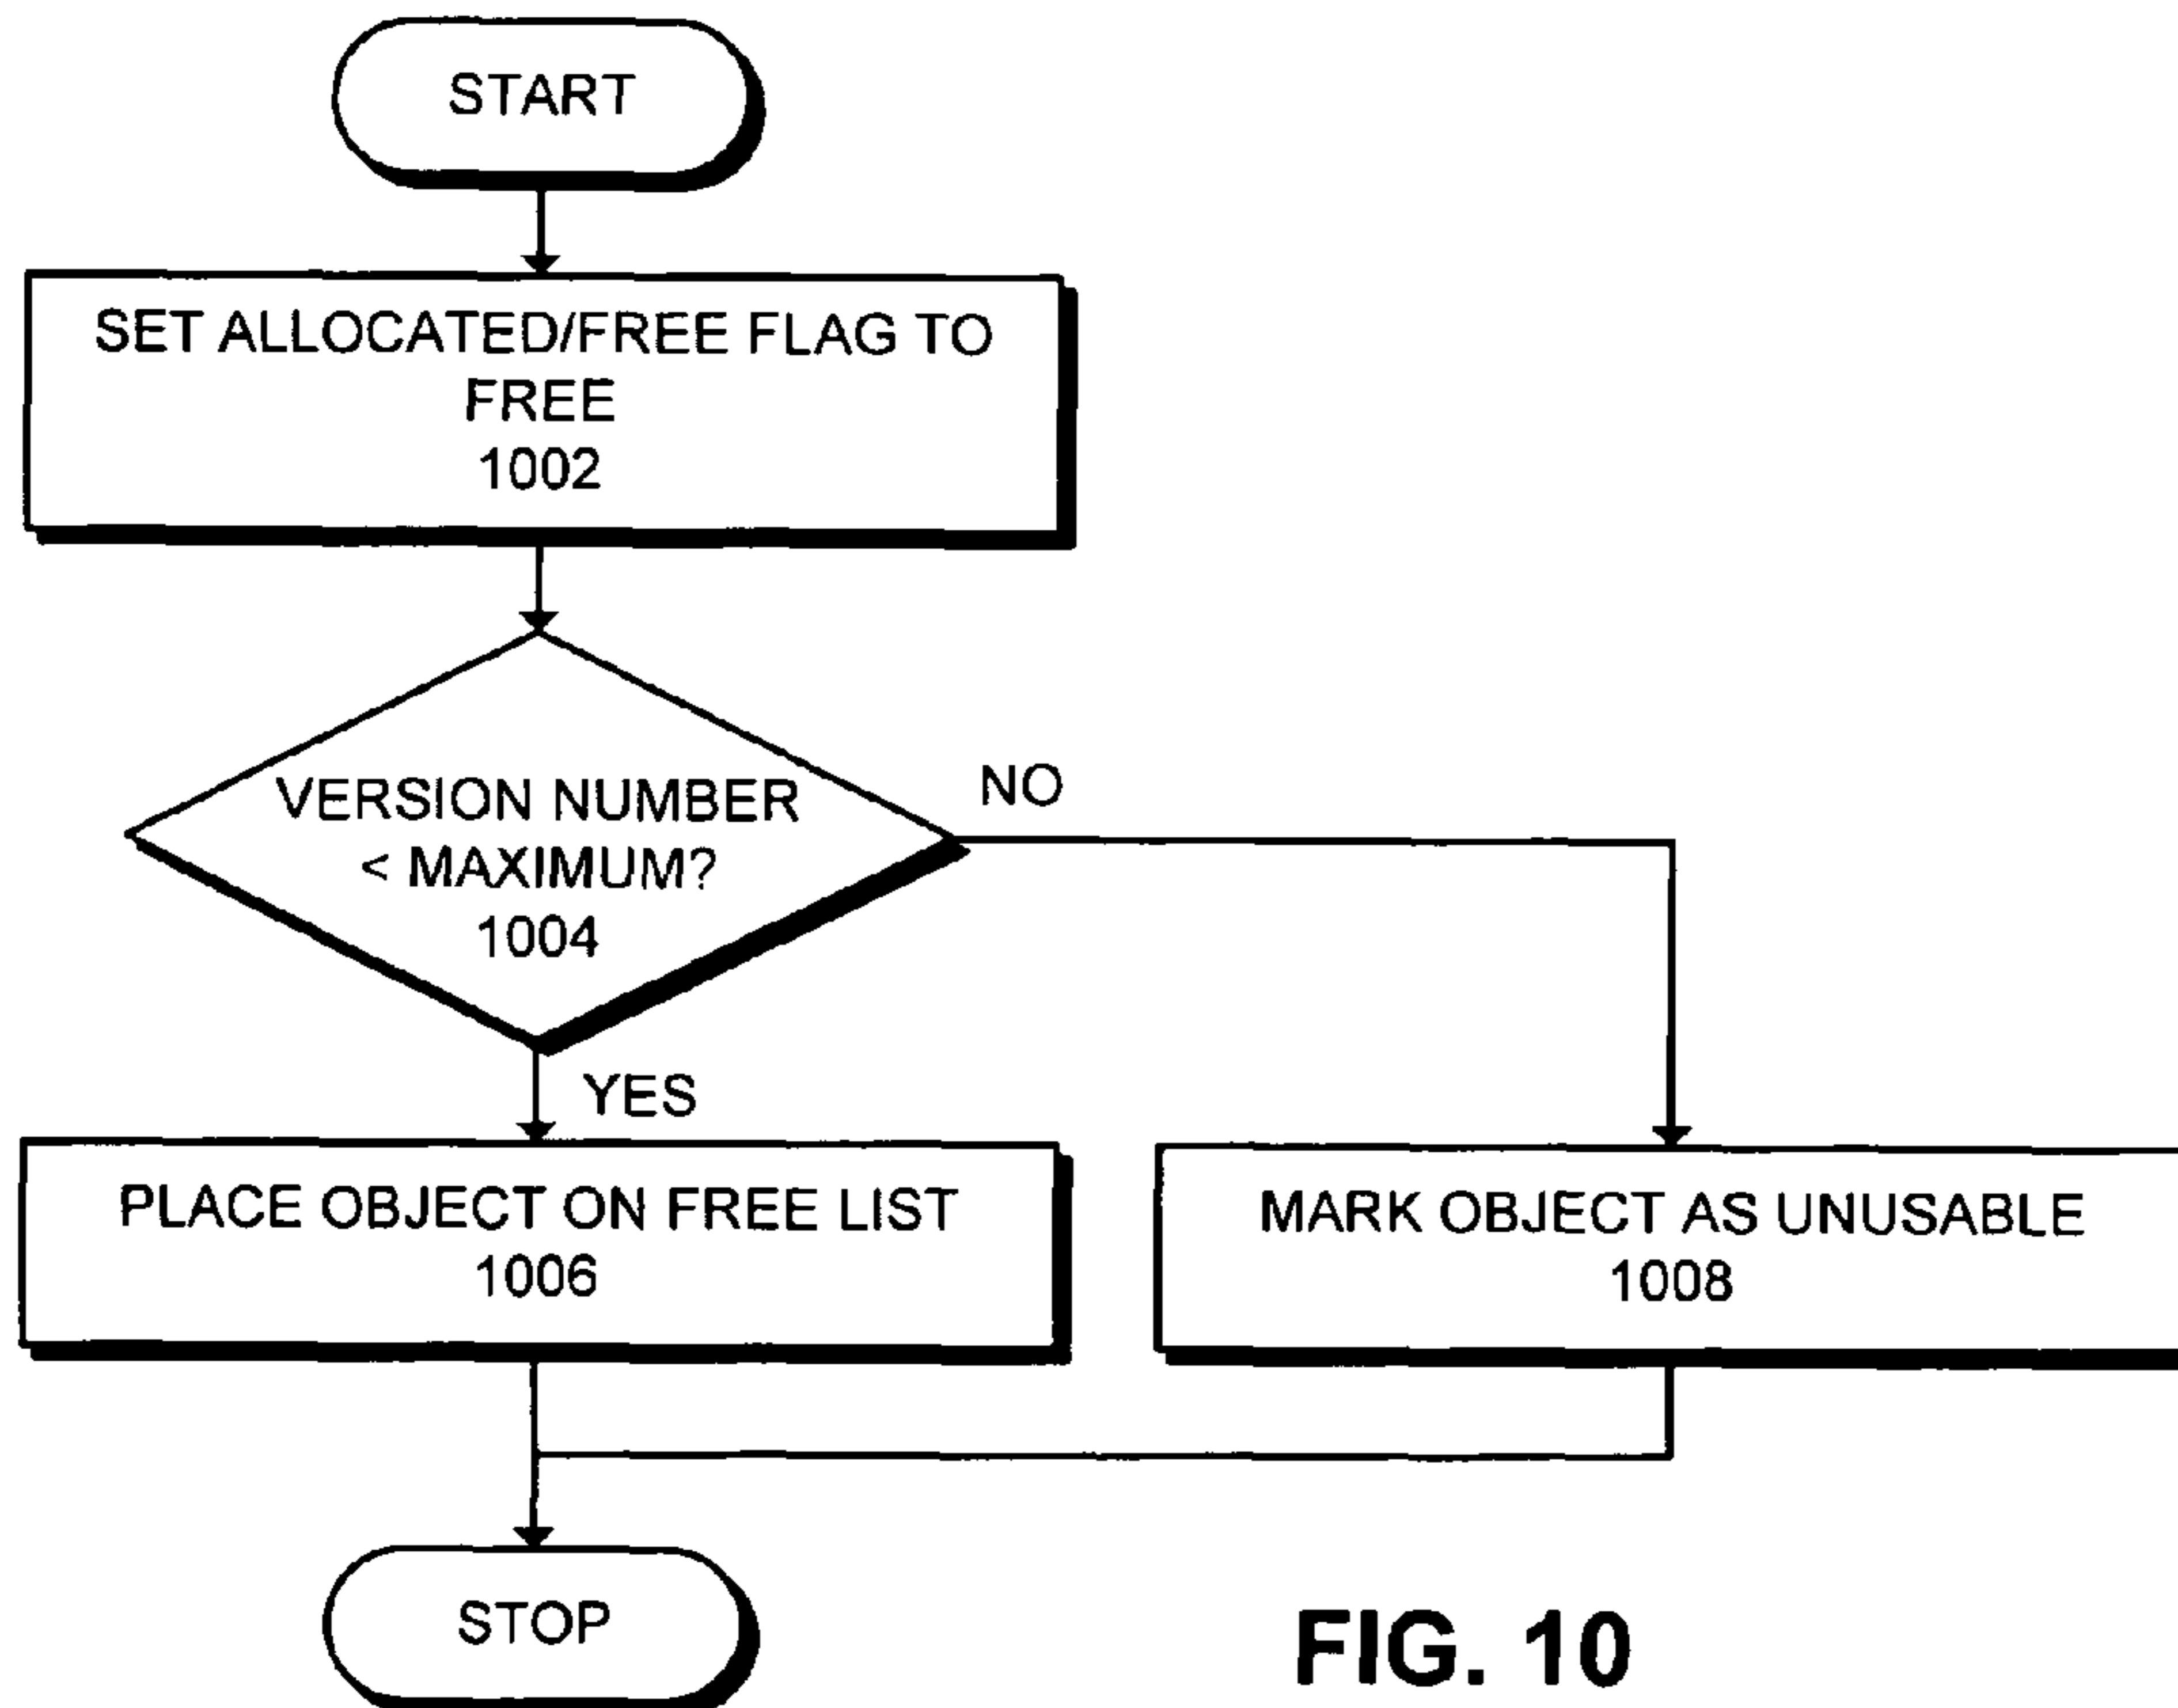 START
SET ALLOCATED/FREE FLAG TO
FREE
1002
VERSION NUMBER
< MAXIMUM?
1004
NO
YES
PLACE OBJECT ON FREE LIST
1006
MARK OBJECT AS UNUSABLE
1008
STOP
FIG. 10